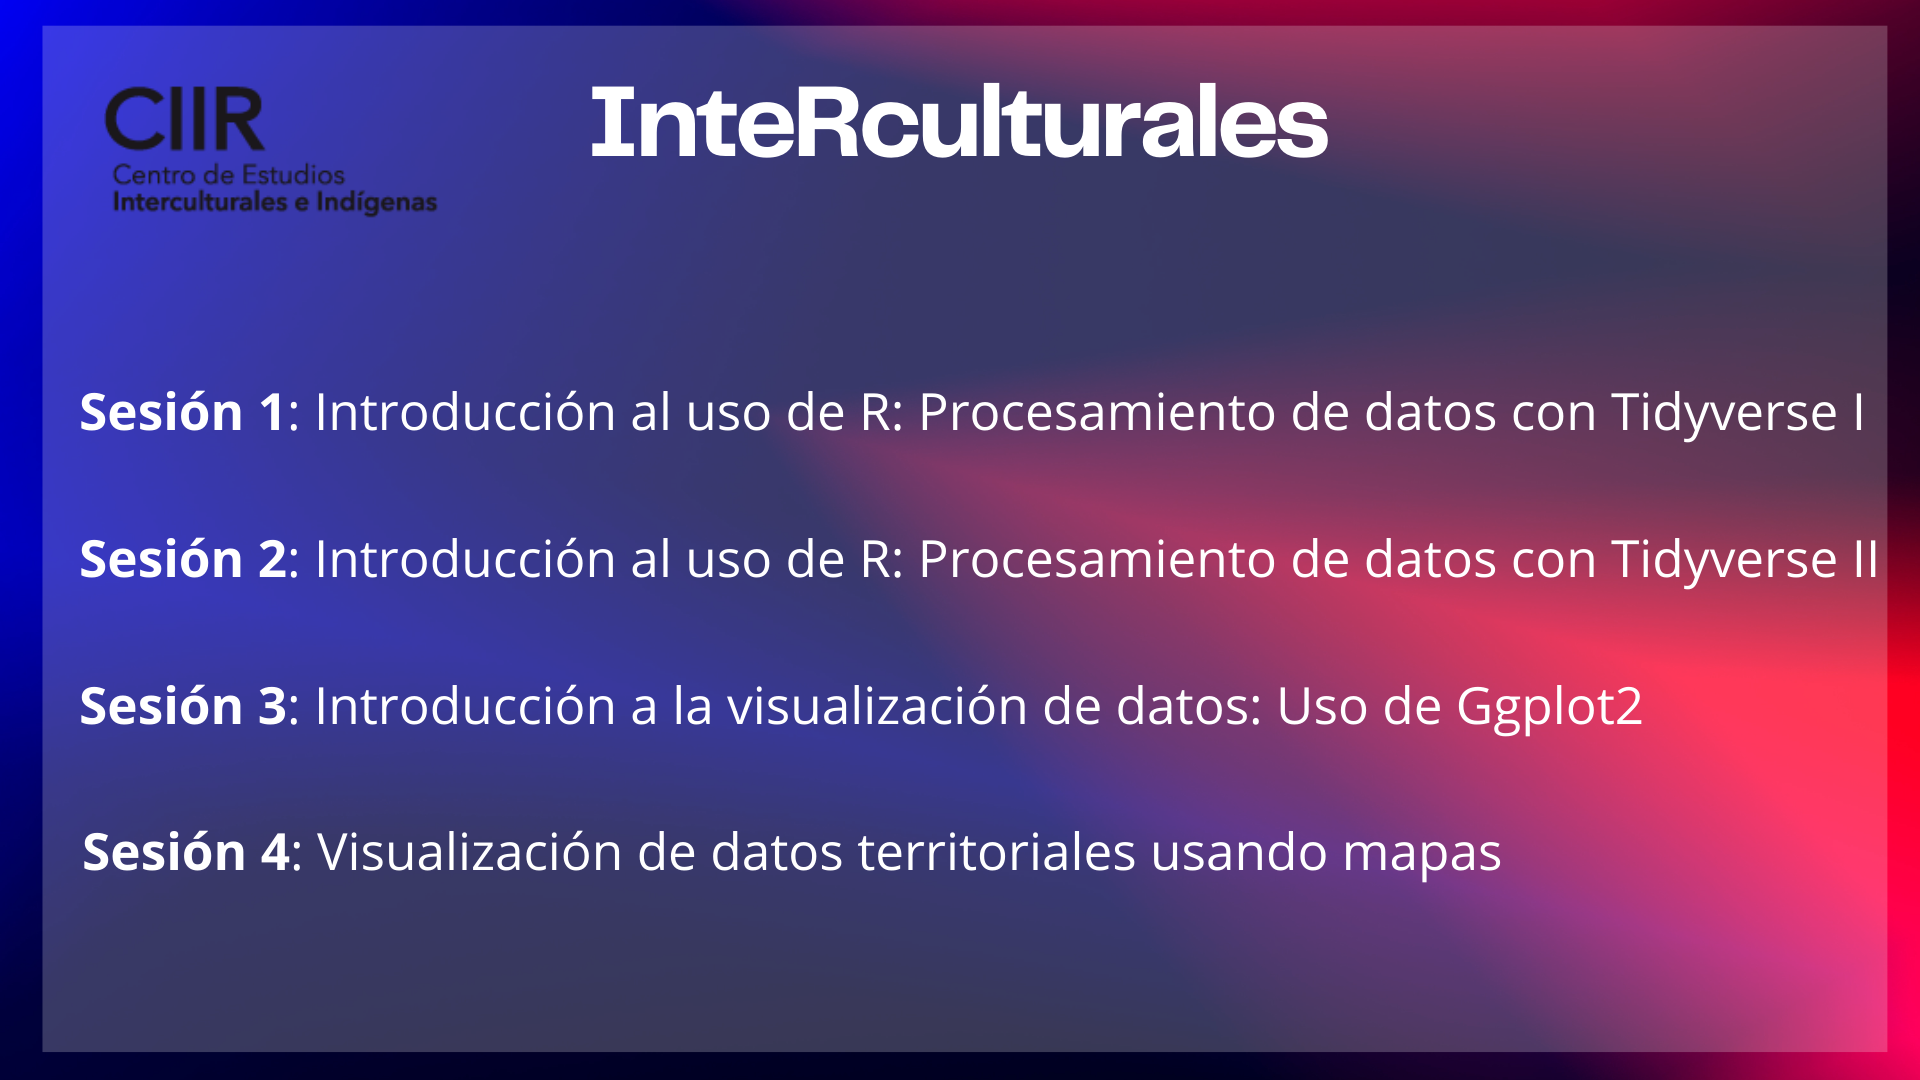 CIIR
Centro de Estudios
Interculturales e Indígenas
InteRculturales
Sesión 1: Introducción al uso de R: Procesamiento de datos con Tidyverse I
Sesión 2: Introducción al uso de R: Procesamiento de datos con Tidyverse II
Sesión 3: Introducción a la visualización de datos: Uso de Ggplot2
Sesión 4: Visualización de datos territoriales usando mapas